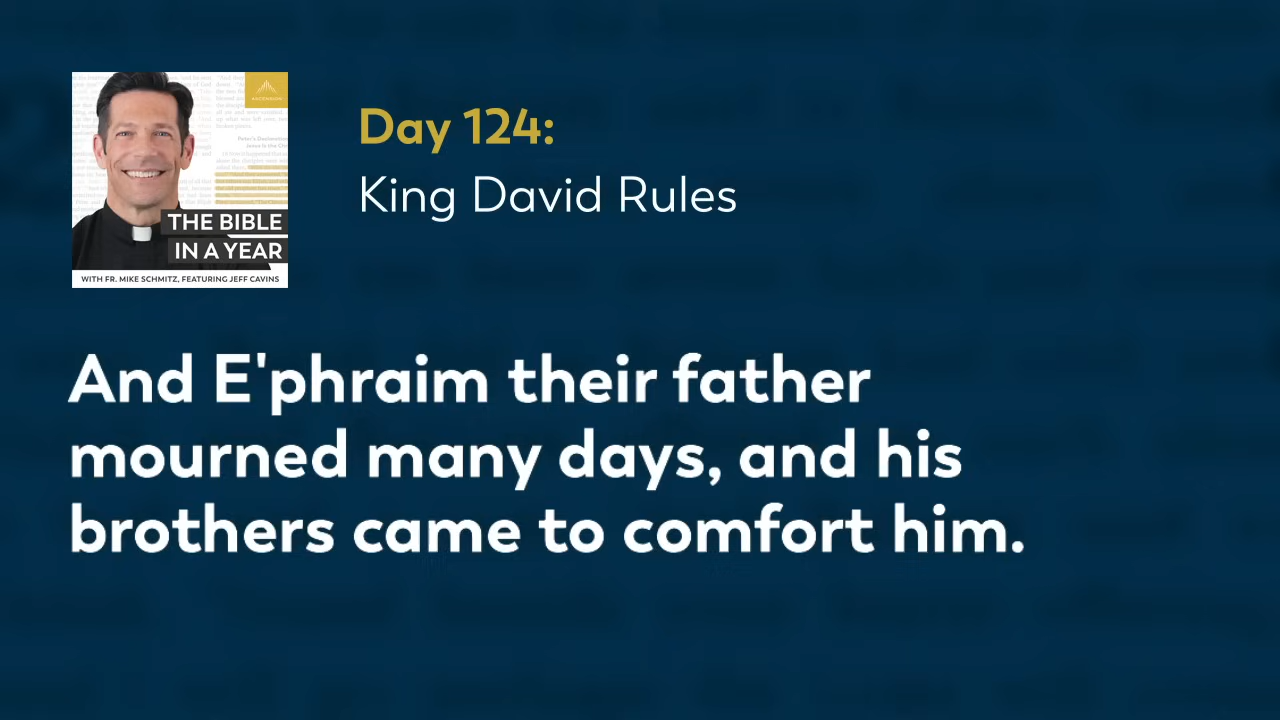 ASCENSION
Day 124:
King David Rules
THE BIBLE
IN A YEAR
WITH FR. MIKE SCHMITZ, FEATURING JEFF CAVINS
And E'phraim their father
mourned many days, and his
brothers came to comfort him.